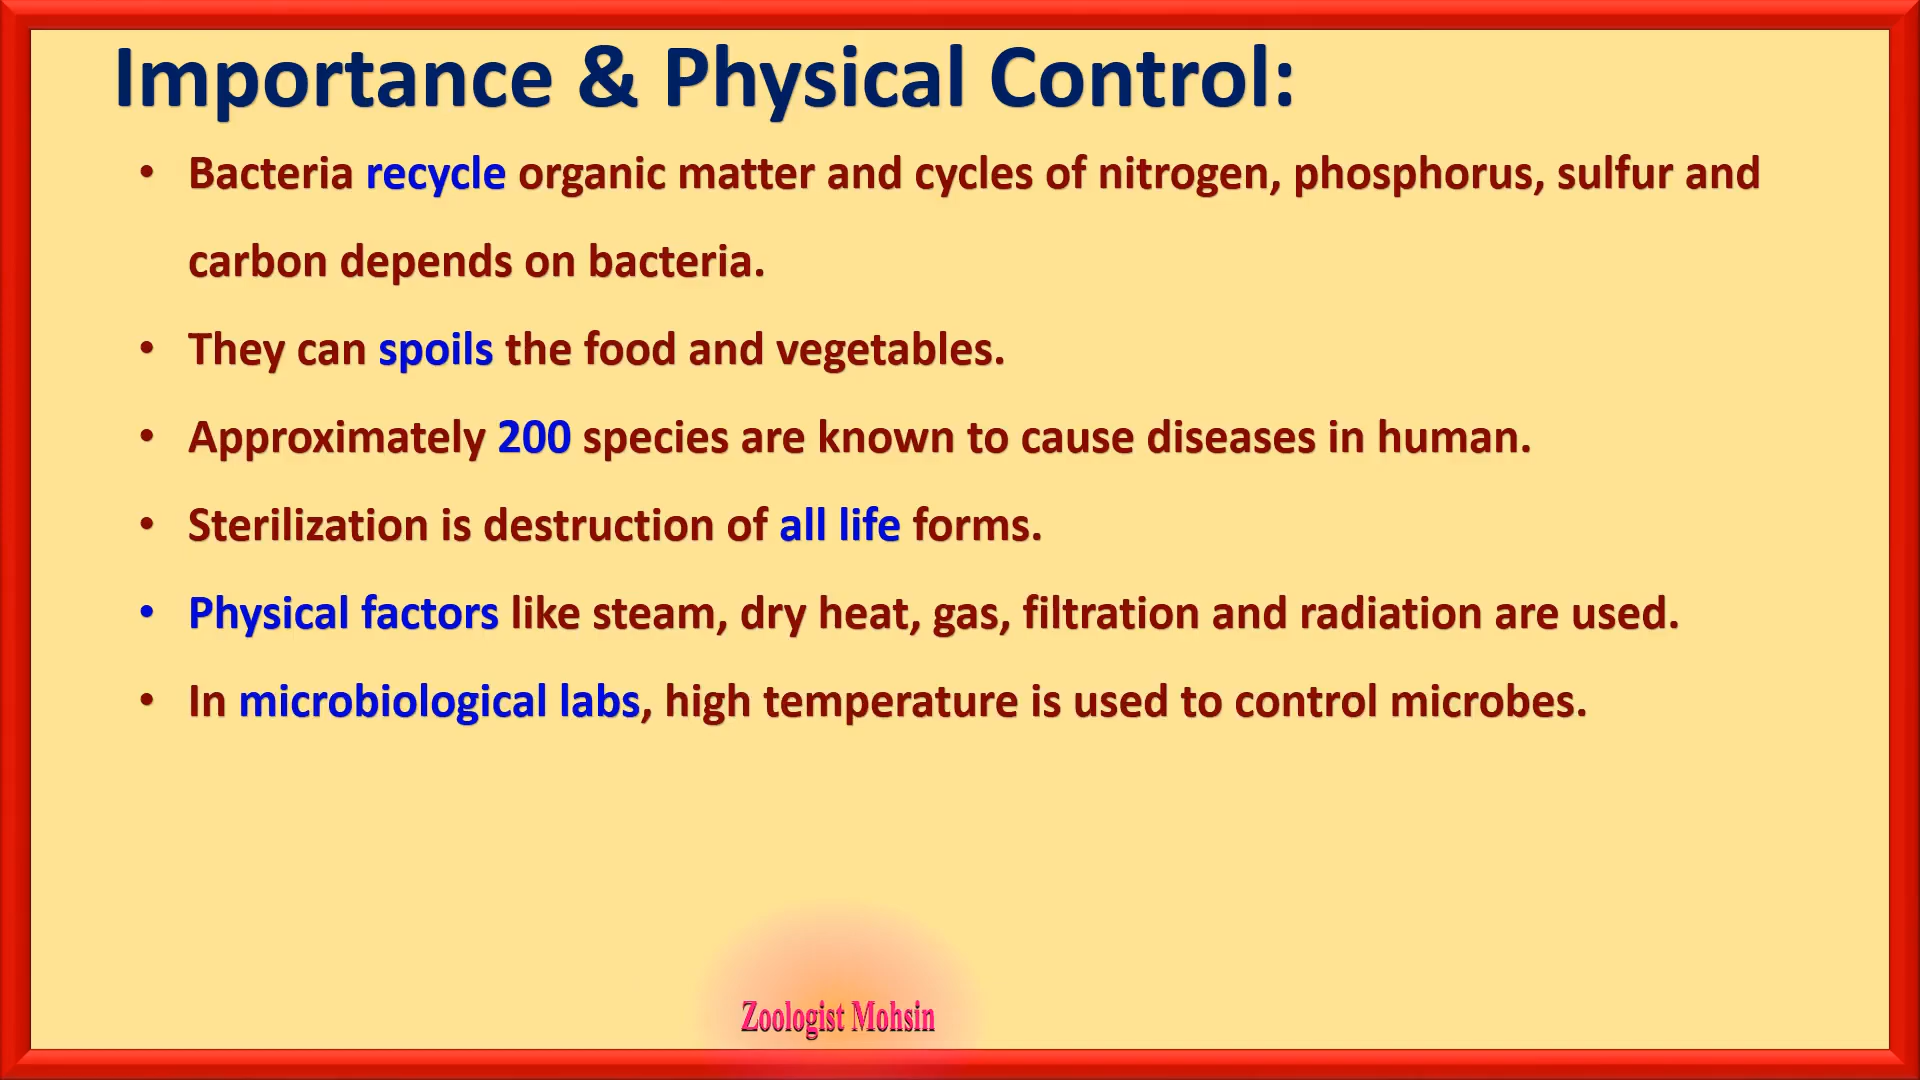 Importance & Physical Control:
• Bacteria recycle organic matter and cycles of nitrogen, phosphorus, sulfur and
carbon depends on bacteria.
• They can spoils the food and vegetables.
• Approximately 200 species are known to cause diseases in human.
• Sterilization is destruction of all life forms.
• Physical factors like steam, dry heat, gas, filtration and radiation are used.
• In microbiological labs, high temperature is used to control microbes.
Zoologist Mohsin